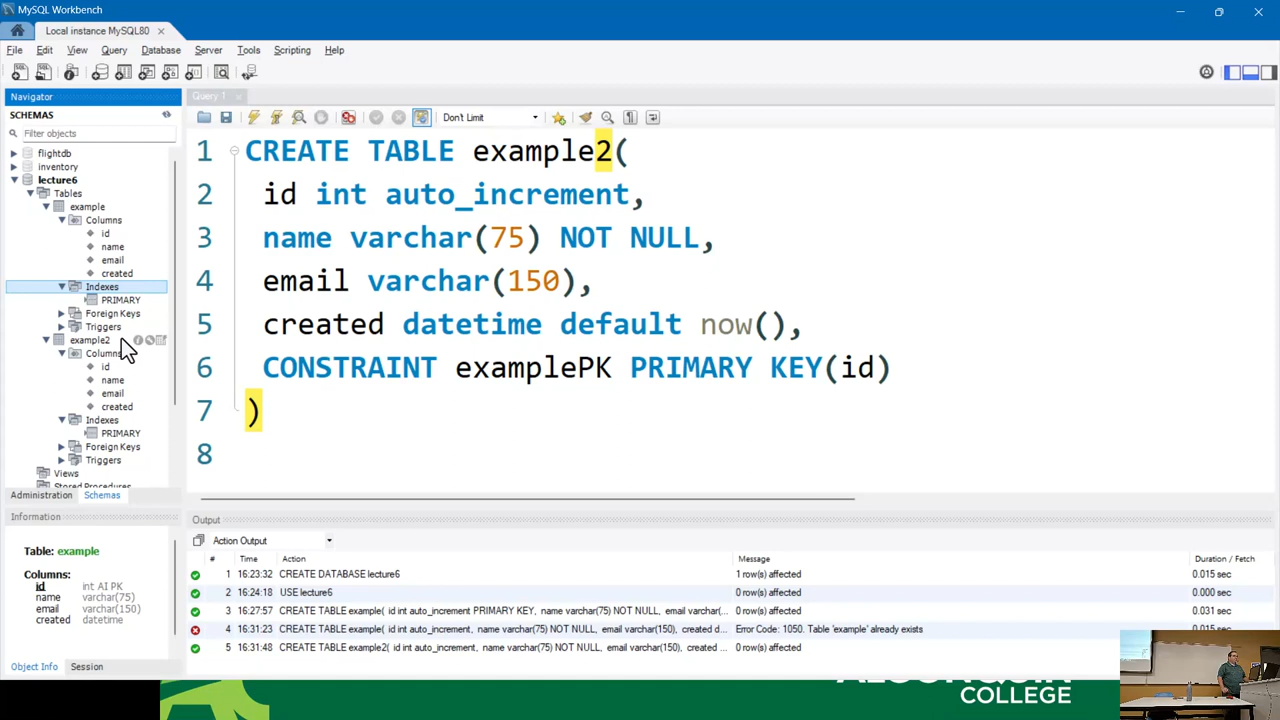 MySQL Workbench
Local instance MySQL80
File Edit View Query Database Server Tools Scripting Help
Navigator
SCHEMAS
Filter objects
flightdb
inventory
lecture6
Tables
example
Columns
id
name
email
created
Indexes
PRIMARY
Foreign Keys
Triggers
example2
Columns
id
name
email
created
Indexes
PRIMARY
Foreign Keys
Triggers
Views
Stored Procedures
Administration Schemas
Information
Table: example
Columns:
id int AI PK
name varchar(75)
email varchar(150)
created datetime
Object Info Session
Query 1
Don't Limit
1 CREATE TABLE example2(
2 id int auto_increment,
3 name varchar(75) NOT NULL,
4 email varchar(150),
5 created datetime default now(),
6 CONSTRAINT examplePK PRIMARY KEY(id)
7 )
8
Output
Action Output
# Time Action Message Duration / Fetch
1 16:23:32 CREATE DATABASE lecture6 1 row(s) affected 0.015 sec
2 16:24:18 USE lecture6 0 row(s) affected 0.000 sec
3 16:27:57 CREATE TABLE example( id int auto_increment PRIMARY KEY, name varchar(75) NOT NULL, email varchar(... 0 row(s) affected 0.031 sec
4 16:31:23 CREATE TABLE example( id int auto_increment, name varchar(75) NOT NULL, email varchar(150), created d... Error Code: 1050. Table 'example' already exists 0.015 sec
5 16:31:48 CREATE TABLE example2( id int auto_increment, name varchar(75) NOT NULL, email varchar(150), created ... 0 row(s) affected
ALGONQUIN
COLLEGE